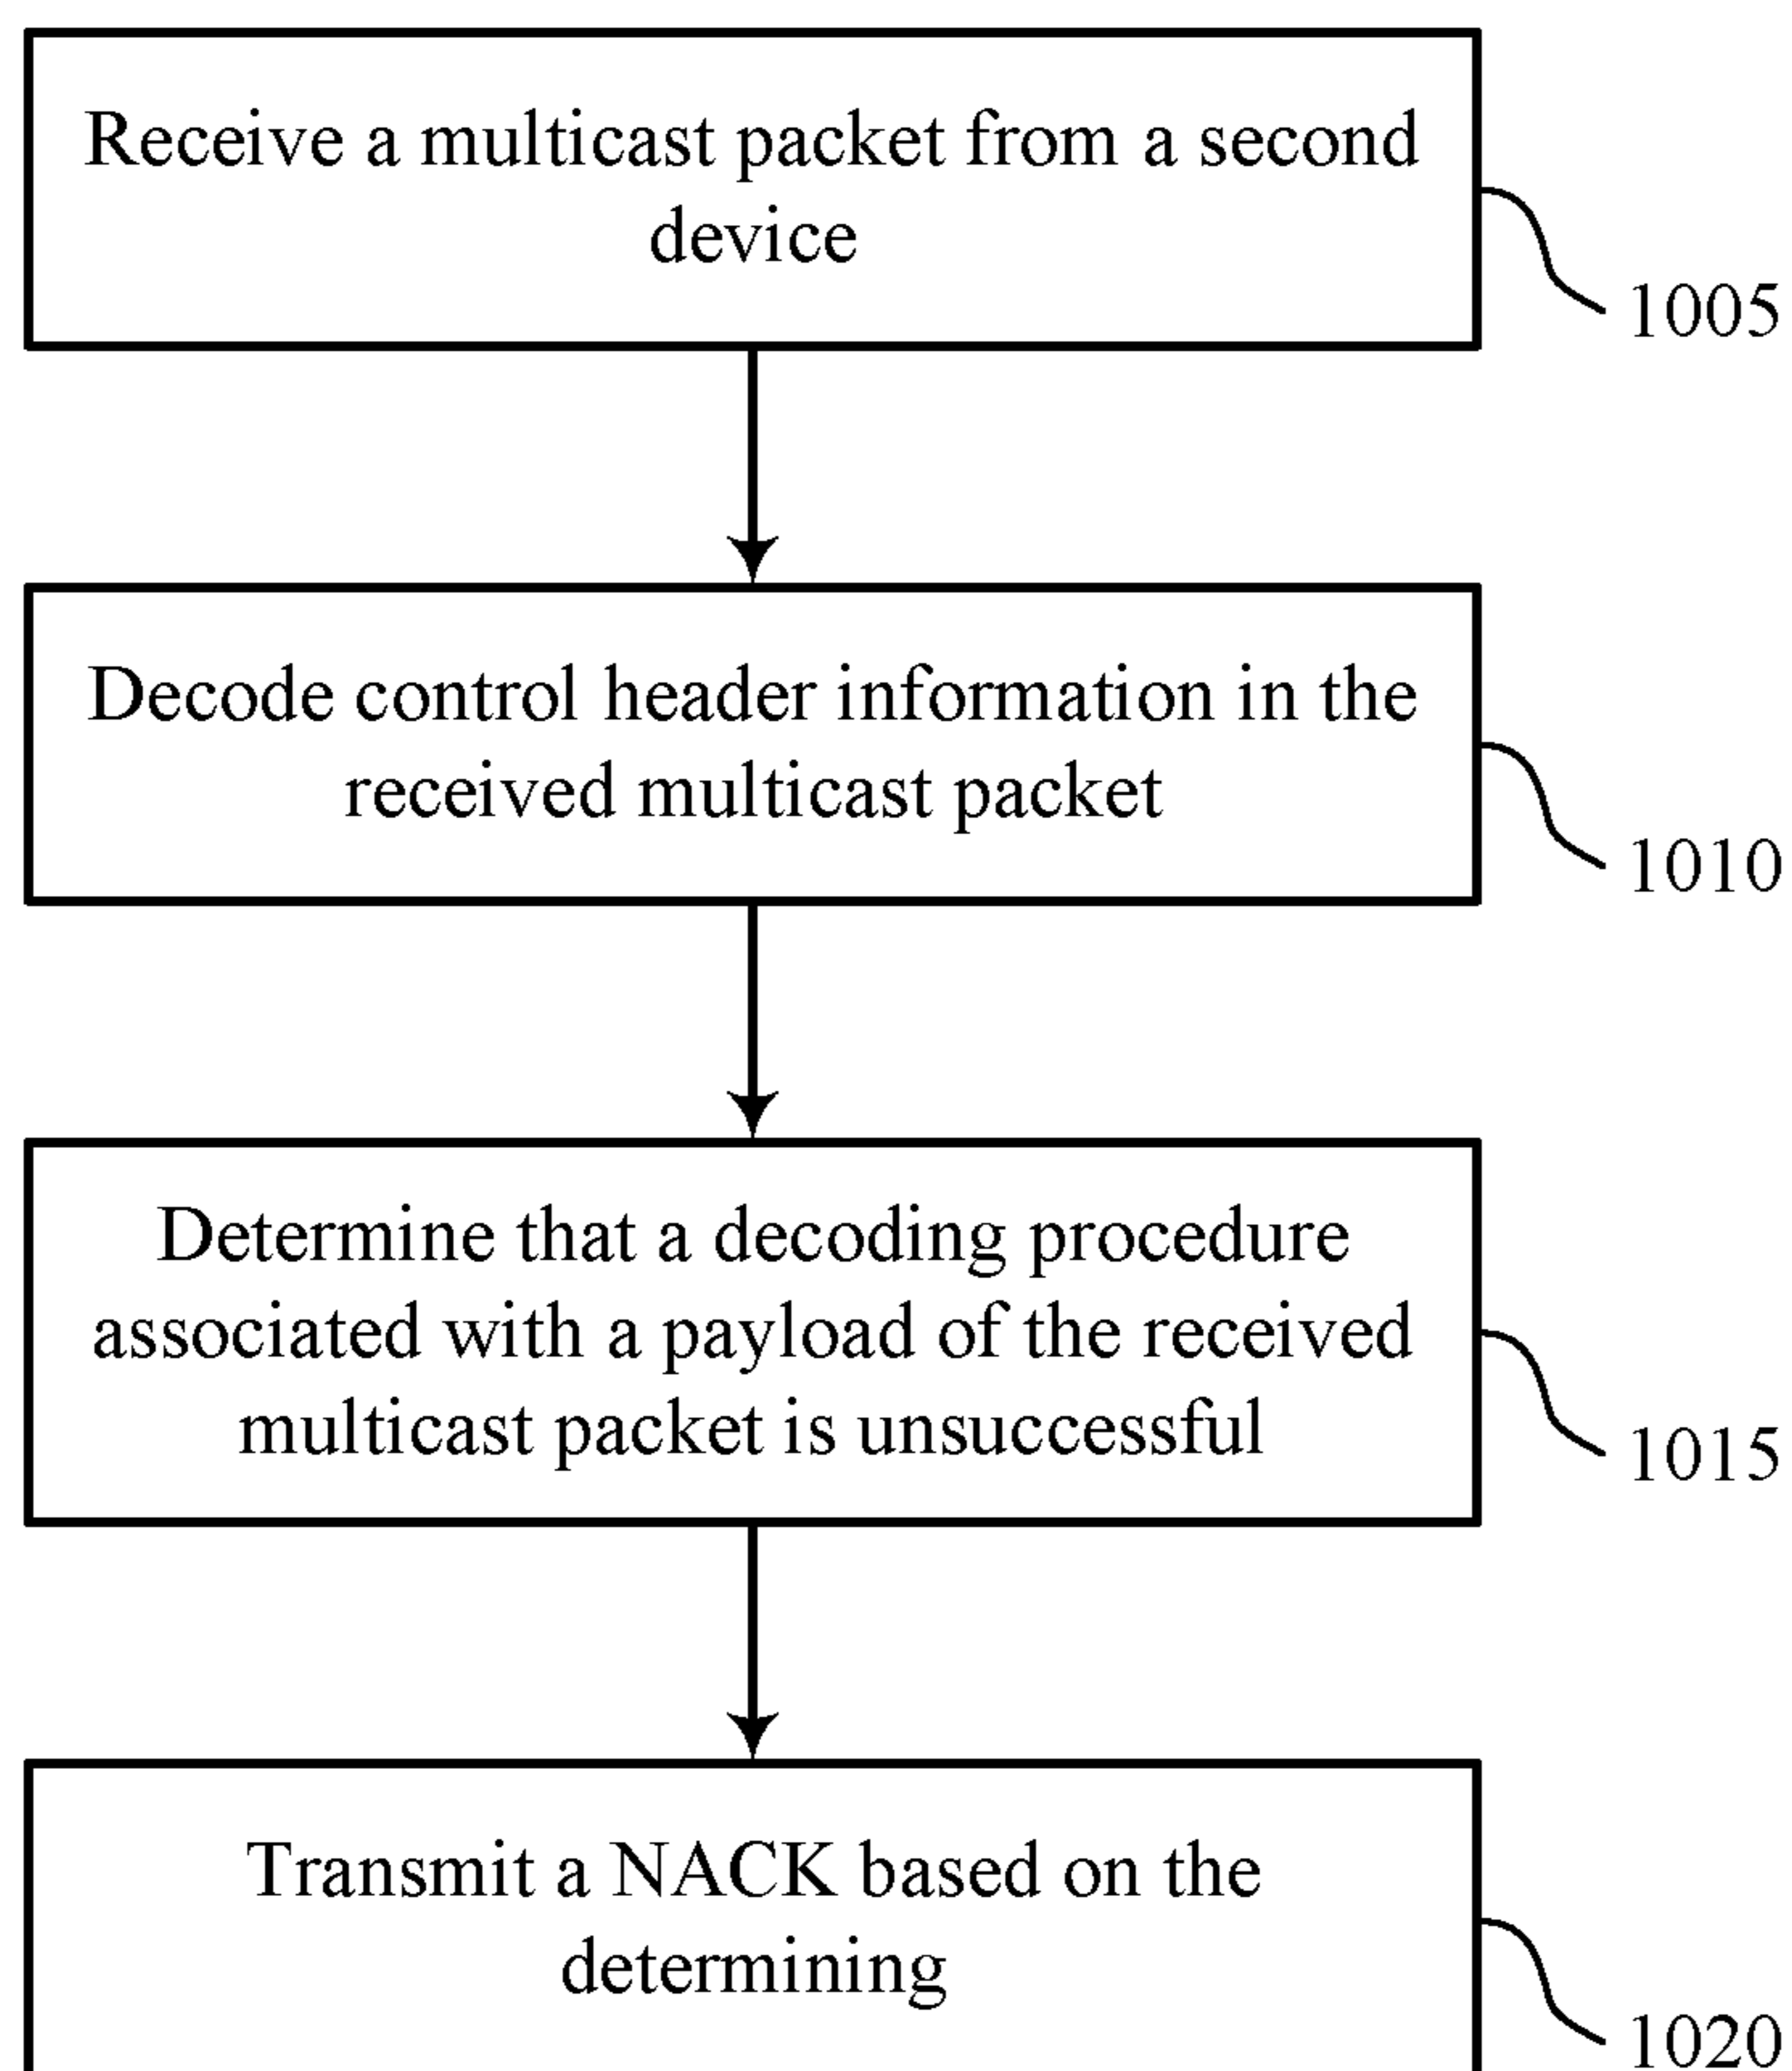 Receive a multicast packet from a second
device
1005
Decode control header information in the
received multicast packet
1010
Determine that a decoding procedure
associated with a payload of the received
multicast packet is unsuccessful
1015
Transmit a NACK based on the
determining
1020